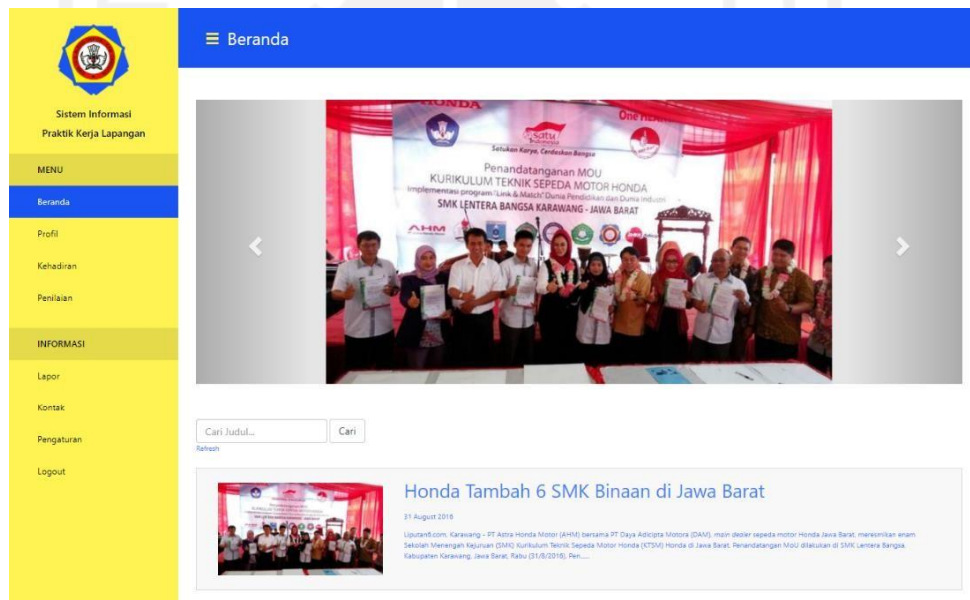 Sistem Informasi
Praktik Kerja Lapangan
MENU
Beranda
Profil
Kehadiran
Penilaian
INFORMASI
Lapor
Kontak
Pengaturan
Logout
☰ Beranda
HONDA
One HEART
satu
Indonesia
Satukan Karya, Cerdaskan Bangsa
Penandatanganan MOU
KURIKULUM TEKNIK SEPEDA MOTOR HONDA
Implementasi program "Link & Match" Dunia Pendidikan dan Dunia Industri
SMK LENTERA BANGSA KARAWANG - JAWA BARAT
AHM
Cari Judul...
Cari
Refresh
Honda Tambah 6 SMK Binaan di Jawa Barat
31 August 2016
Liputan6.com, Karawang - PT Astra Honda Motor (AHM) bersama PT Daya Adicipta Motora (DAM), main dealer sepeda motor Honda Jawa Barat, meresmikan enam
Sekolah Menengah Kejuruan (SMK) Kurikulum Teknik Sepeda Motor Honda (KTSM) Honda di Jawa Barat. Penandatangan MoU dilakukan di SMK Lentera Bangsa,
Kabupaten Karawang, Jawa Barat, Rabu (31/8/2016). Pen.....